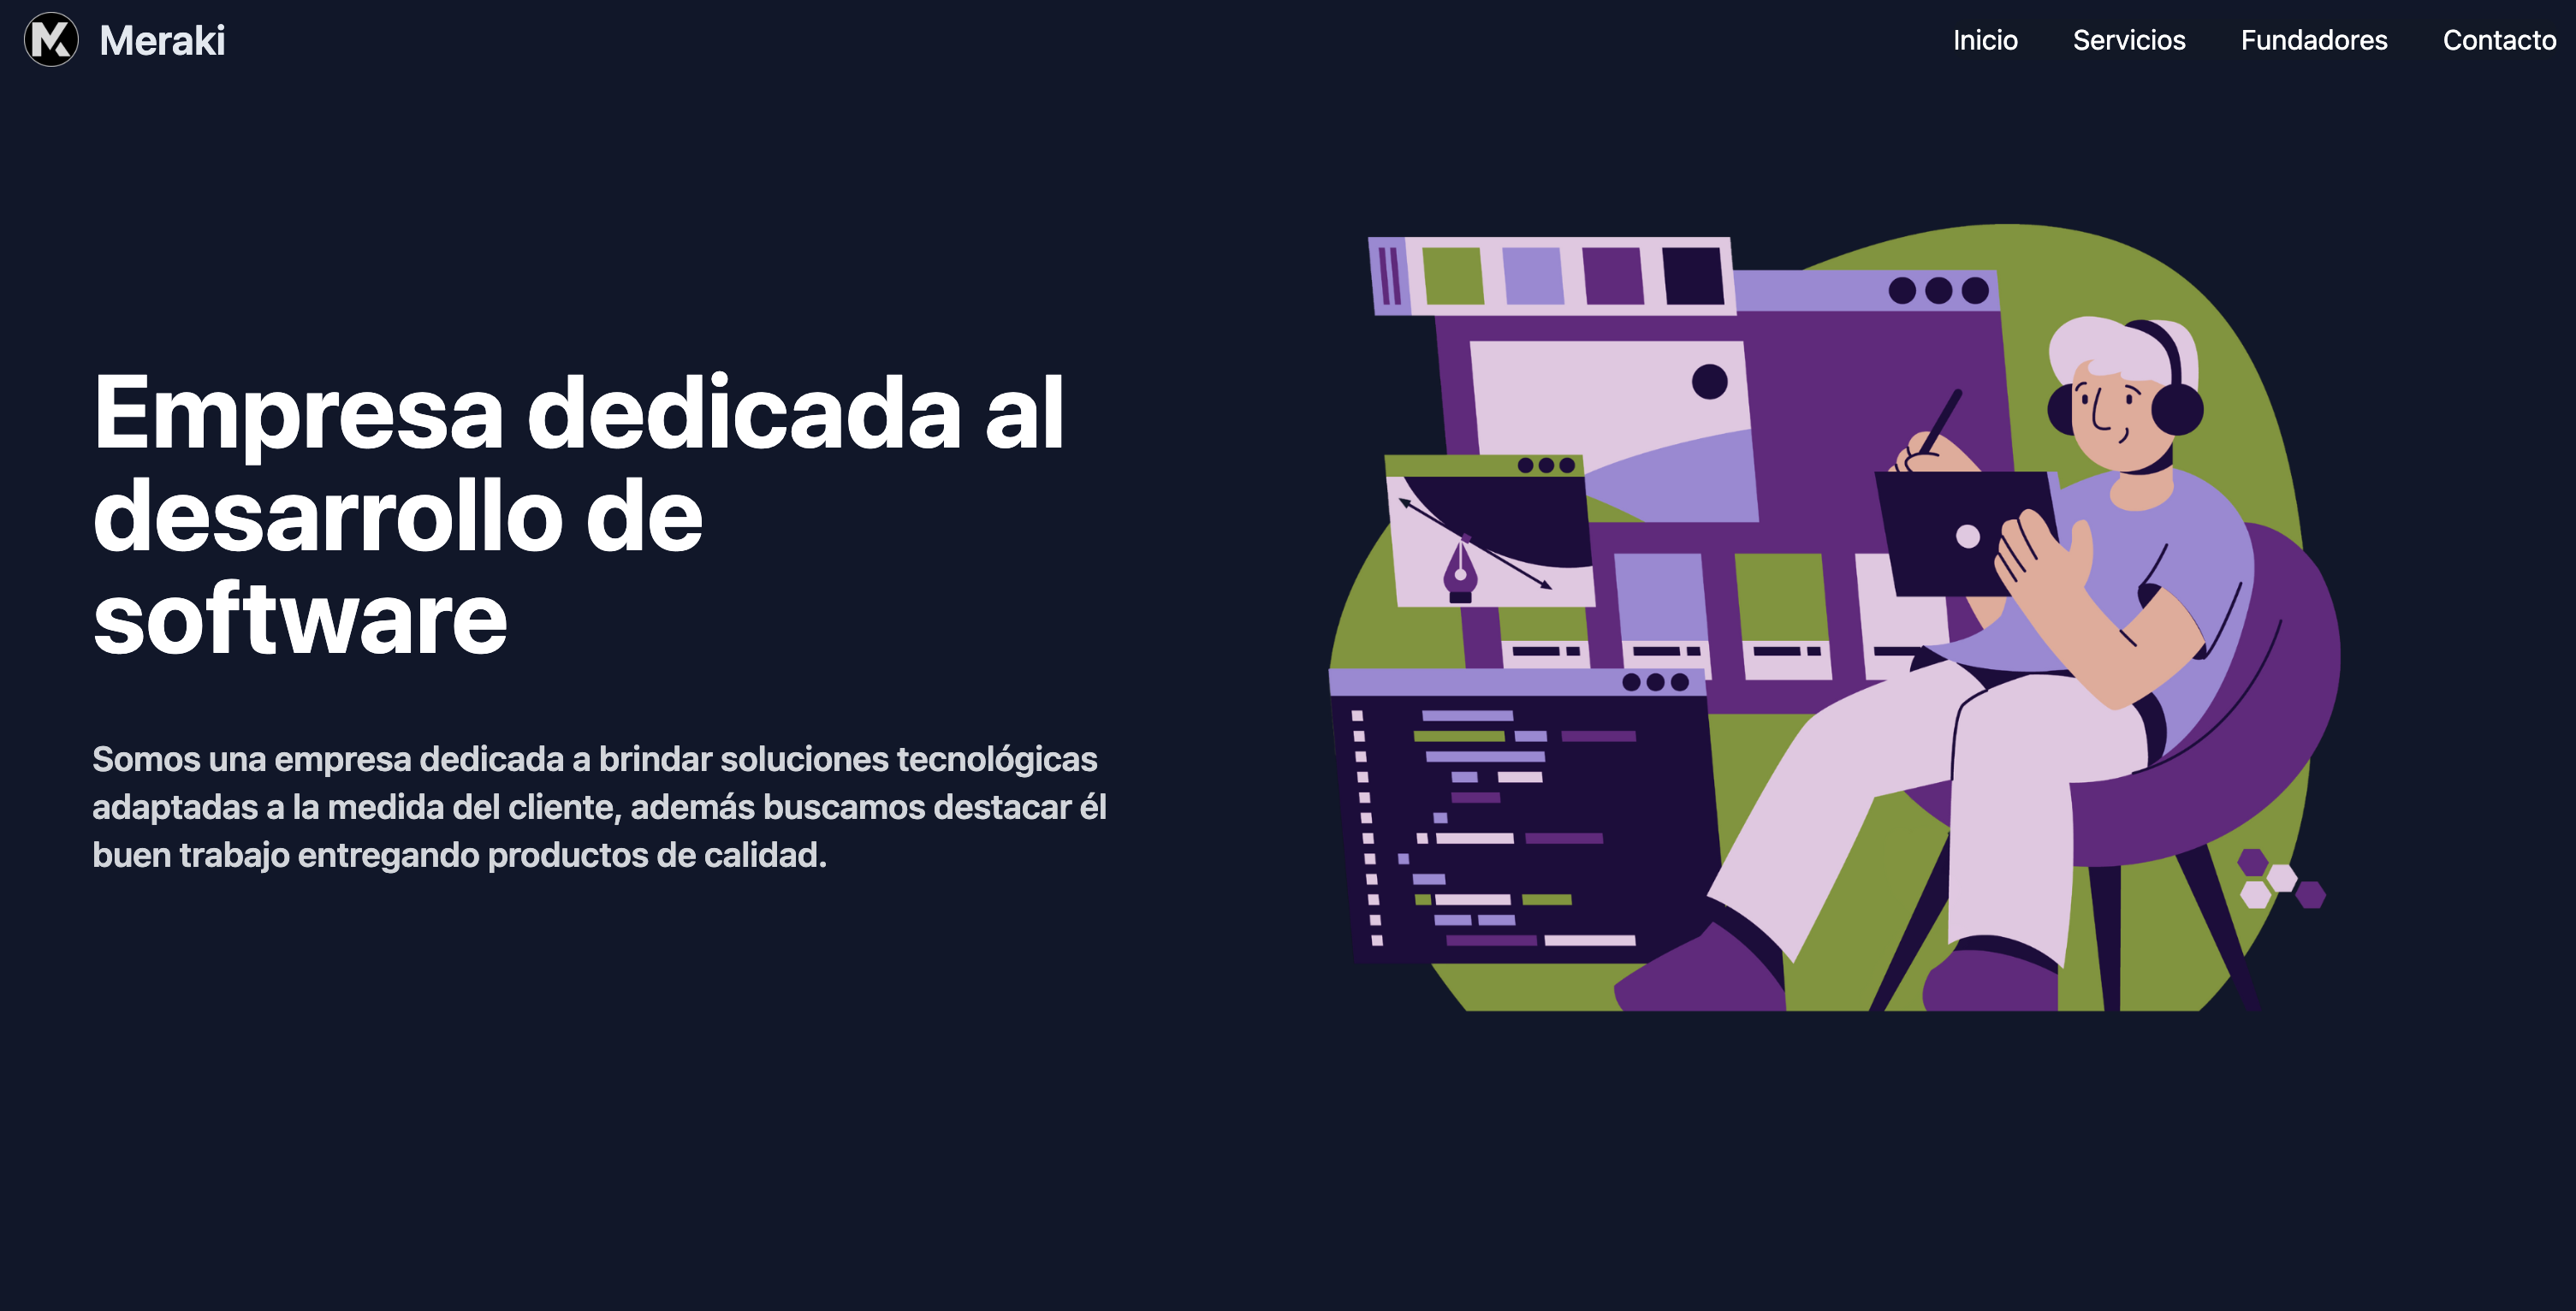 Meraki
Inicio Servicios Fundadores Contacto
Empresa dedicada al
desarrollo de
software
Somos una empresa dedicada a brindar soluciones tecnológicas
adaptadas a la medida del cliente, además buscamos destacar él
buen trabajo entregando productos de calidad.